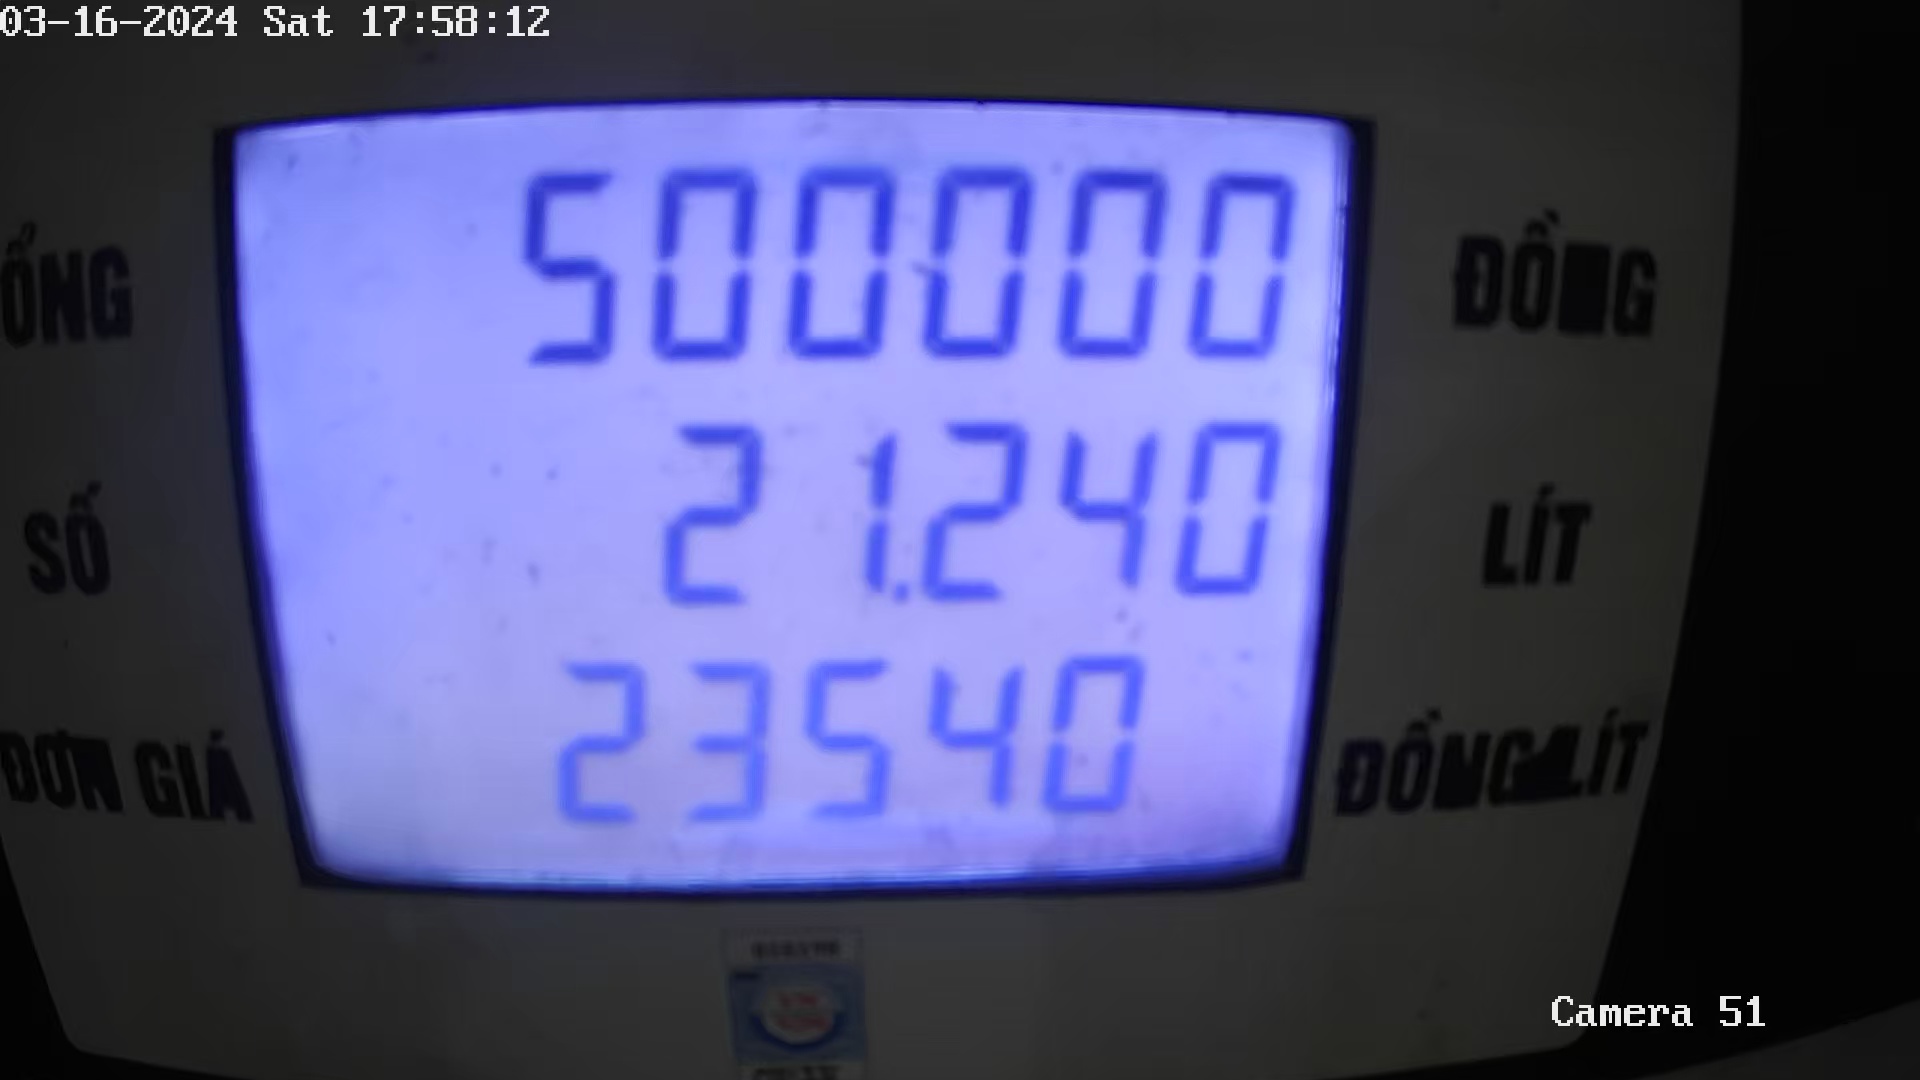 03-16-2024 Sat 17:58:12
500000
ĐỒNG
SỐ
21.240
LÍT
ĐƠN GIÁ
23540
ĐỒNG/LÍT
Camera 51